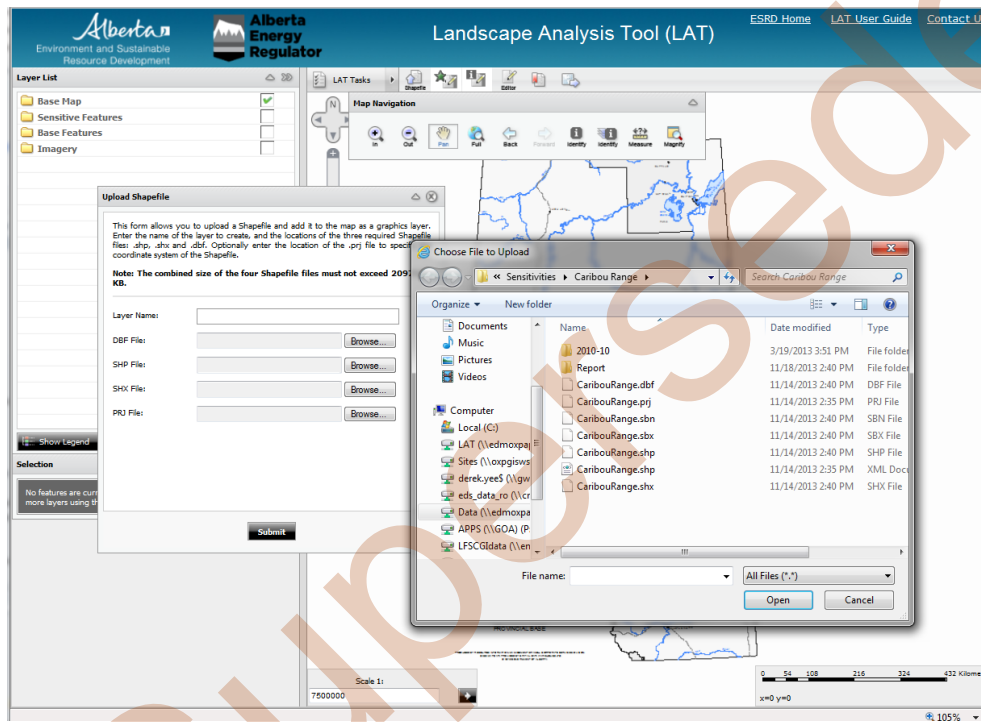 Alberta
Environment and Sustainable
Resource Development
Alberta
Energy
Regulator
Landscape Analysis Tool (LAT)
ESRD Home LAT User Guide Contact U
Layer List
LAT Tasks
Shapefile
Editor
Base Map
Sensitive Features
Base Features
Imagery
N
Map Navigation
In Out Pan Full Back Forward Identify Identify Measure Magnify
Upload Shapefile
This form allows you to upload a Shapefile and add it to the map as a graphics layer.
Enter the name of the layer to create, and the locations of the three required Shapefile
files: .shp, .shx and .dbf. Optionally enter the location of the .prj file to specif
coordinate system of the Shapefile.
Note: The combined size of the four Shapefile files must not exceed 2097
KB.
Layer Name:
DBF File: Browse...
SHP File: Browse...
SHX File: Browse...
PRJ File: Browse...
Submit
Show Legend
Selection
No features are curr
more layers using th
Choose File to Upload
« Sensitivities Caribou Range
Search Caribou Range
Organize New folder
Documents
Music
Pictures
Videos
Computer
Local (C:)
LAT (\\edmoxpap
Sites (\\oxpgisws
derek.yee$ (\\gw
eds_data_ro (\\cr
Data (\\edmoxpa
APPS (\\GOA) (P
LFSCGIdata (\\en
Name Date modified Type
2010-10 3/19/2013 3:51 PM File folder
Report 11/18/2013 2:40 PM File folder
CaribouRange.dbf 11/14/2013 2:40 PM DBF File
CaribouRange.prj 11/14/2013 2:35 PM PRJ File
CaribouRange.sbn 11/14/2013 2:40 PM SBN File
CaribouRange.sbx 11/14/2013 2:40 PM SBX File
CaribouRange.shp 11/14/2013 2:40 PM SHP File
CaribouRange.shp 11/14/2013 2:35 PM XML Docu
CaribouRange.shx 11/14/2013 2:40 PM SHX File
File name:
All Files (*.*)
Open Cancel
PROVINCIAL BASE
Scale 1:
7500000
0 54 108 216 324 432 Kilome
x=0 y=0
105%
superseded